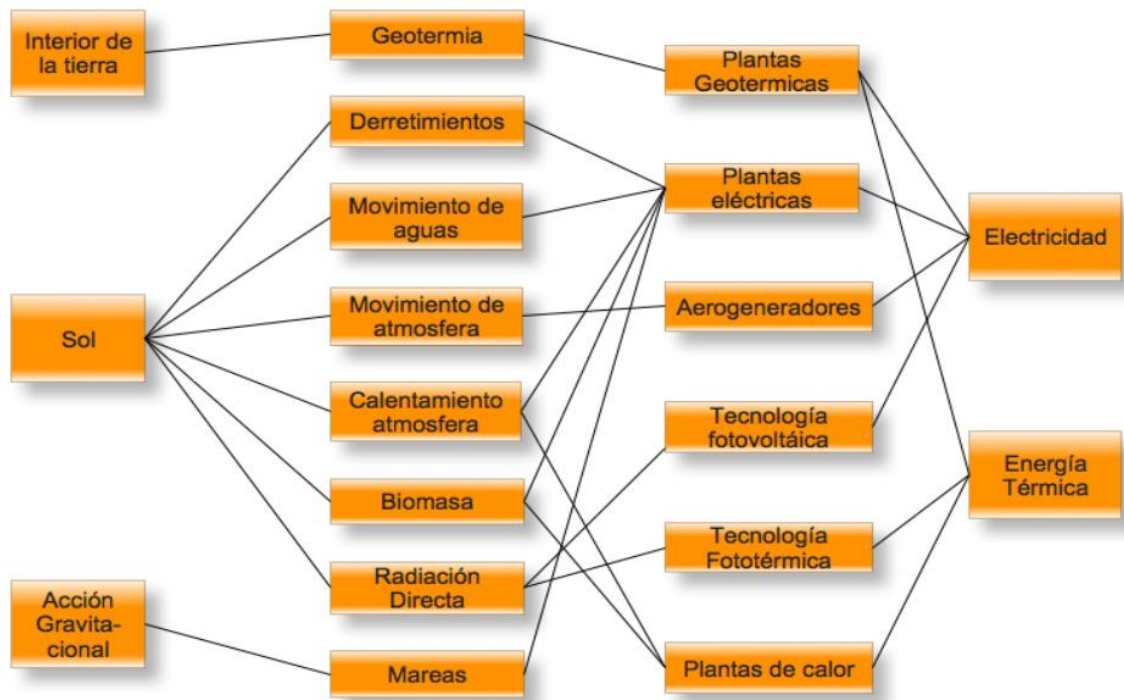 Interior de
la tierra
Sol
Acción
Gravita-
cional
Geotermia
Derretimientos
Movimiento de
aguas
Movimiento de
atmosfera
Calentamiento
atmosfera
Biomasa
Radiación
Directa
Mareas
Plantas
Geotermicas
Plantas
eléctricas
Aerogeneradores
Tecnología
fotovoltáica
Tecnología
Fototérmica
Plantas de calor
Electricidad
Energía
Térmica